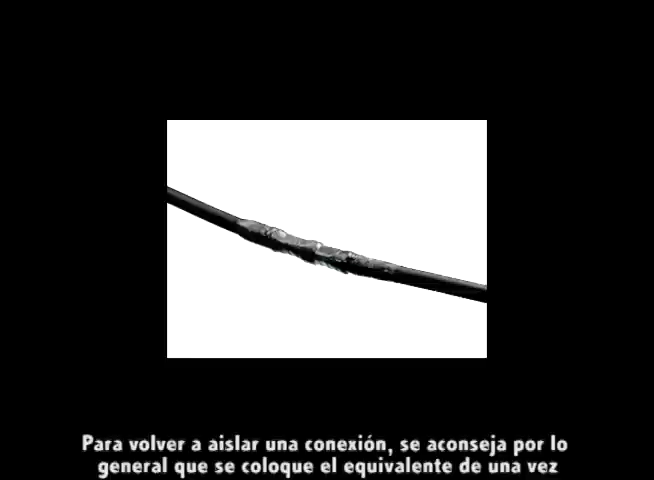 Para volver a aislar una conexión, se aconseja por lo
general que se coloque el equivalente de una vez